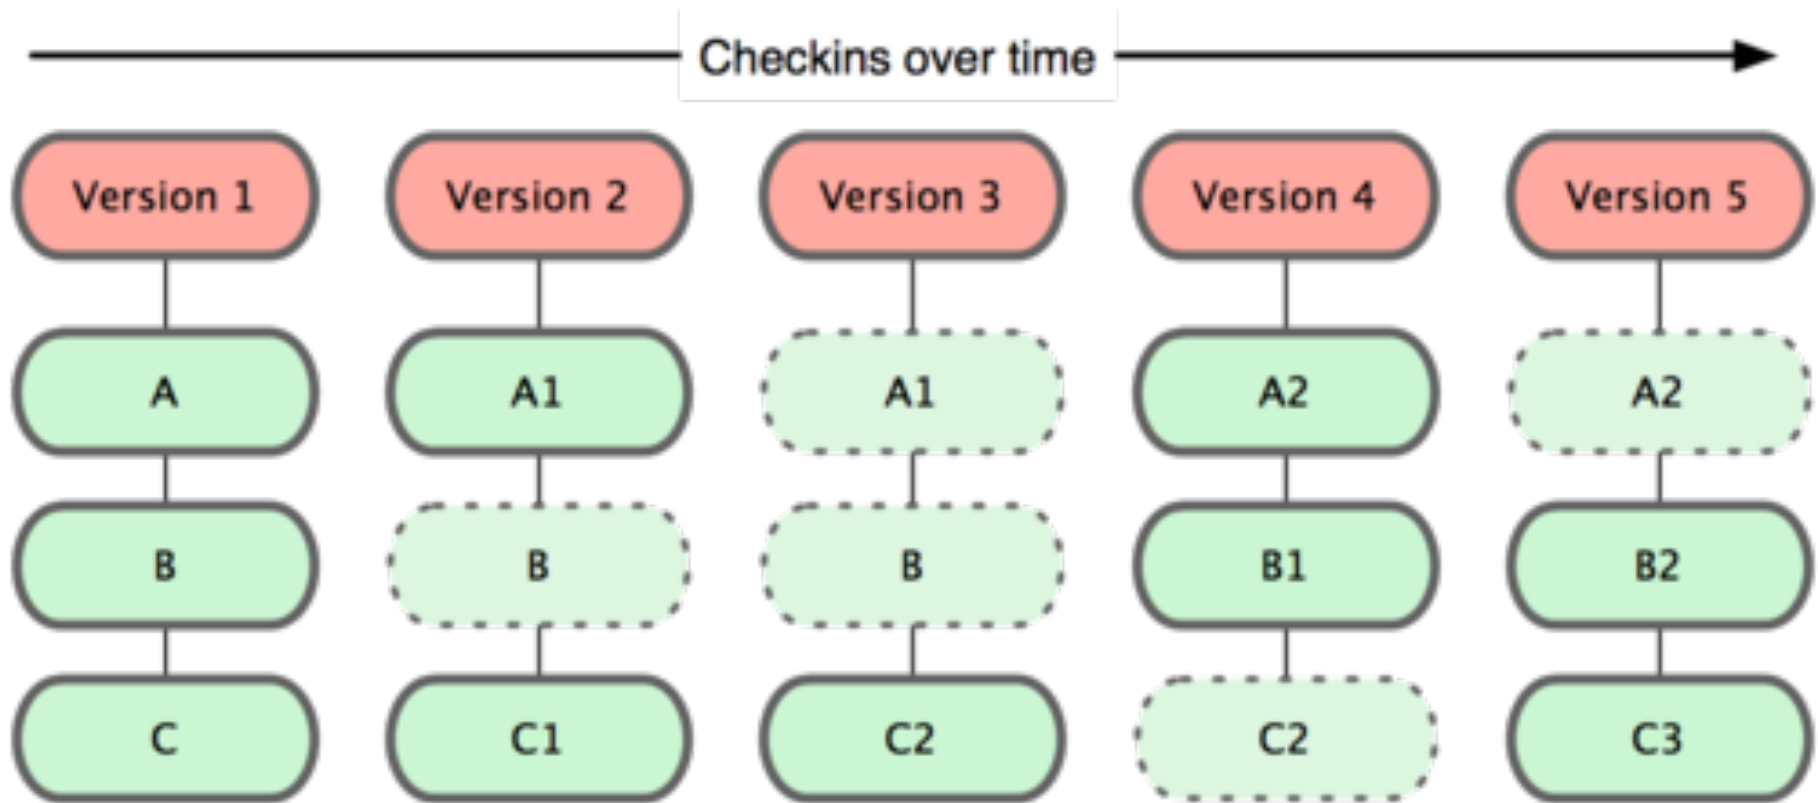 Checkins over time
Version 1 Version 2 Version 3 Version 4 Version 5
A A1 A1 A2 A2
B B B B1 B2
C C1 C2 C2 C3